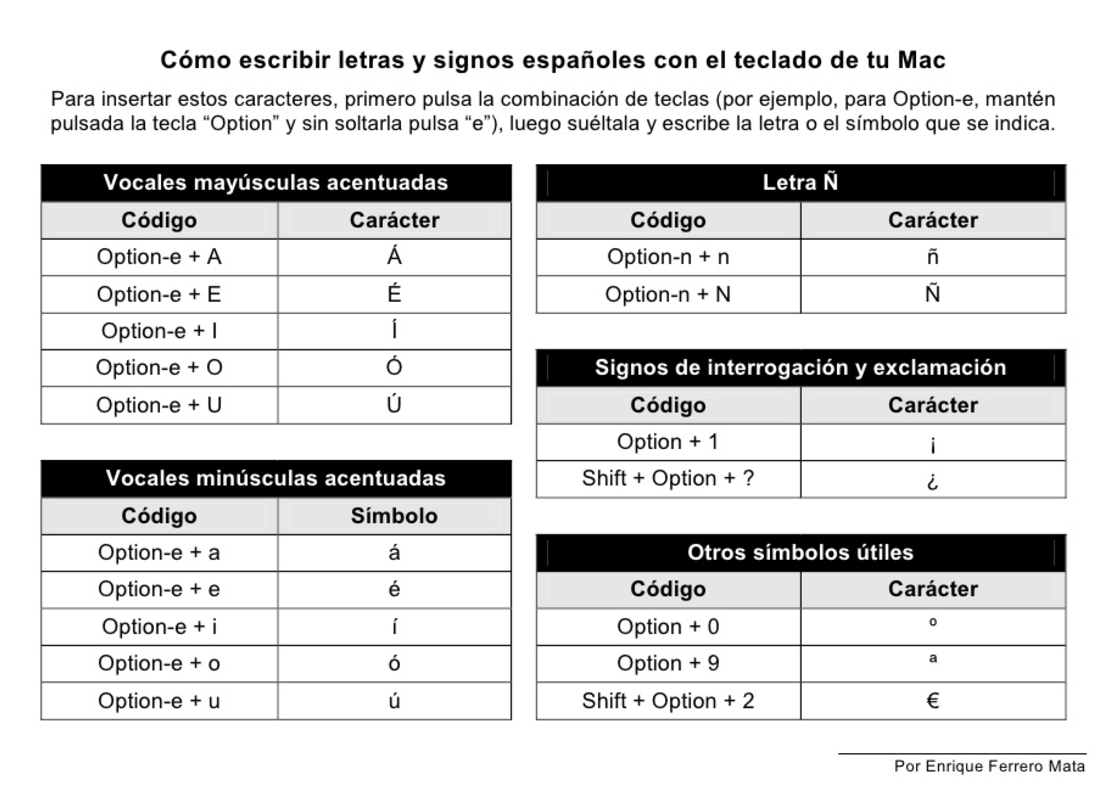 Cómo escribir letras y signos españoles con el teclado de tu Mac
Para insertar estos caracteres, primero pulsa la combinación de teclas (por ejemplo, para Option-e, mantén
pulsada la tecla “Option” y sin soltarla pulsa “e”), luego suéltala y escribe la letra o el símbolo que se indica.
Vocales mayúsculas acentuadas
Código Carácter
Option-e + A Á
Option-e + E É
Option-e + I Í
Option-e + O Ó
Option-e + U Ú
Vocales minúsculas acentuadas
Código Símbolo
Option-e + a á
Option-e + e é
Option-e + i í
Option-e + o ó
Option-e + u ú
Letra Ñ
Código Carácter
Option-n + n ñ
Option-n + N Ñ
Signos de interrogación y exclamación
Código Carácter
Option + 1 ¡
Shift + Option + ? ¿
Otros símbolos útiles
Código Carácter
Option + 0 º
Option + 9 ª
Shift + Option + 2 €
Por Enrique Ferrero Mata